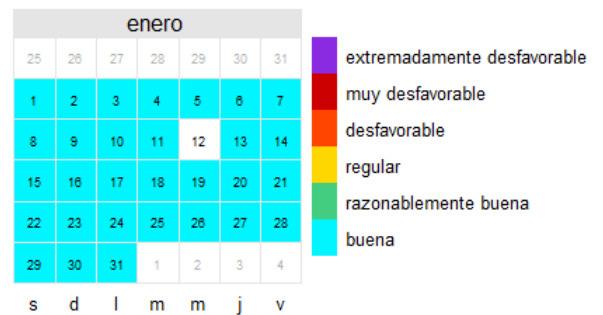 enero
25 26 27 28 29 30 31
1 2 3 4 5 6 7
8 9 10 11 12 13 14
15 16 17 18 19 20 21
22 23 24 25 26 27 28
29 30 31 1 2 3 4
s d l m m j v
extremadamente desfavorable
muy desfavorable
desfavorable
regular
razonablemente buena
buena